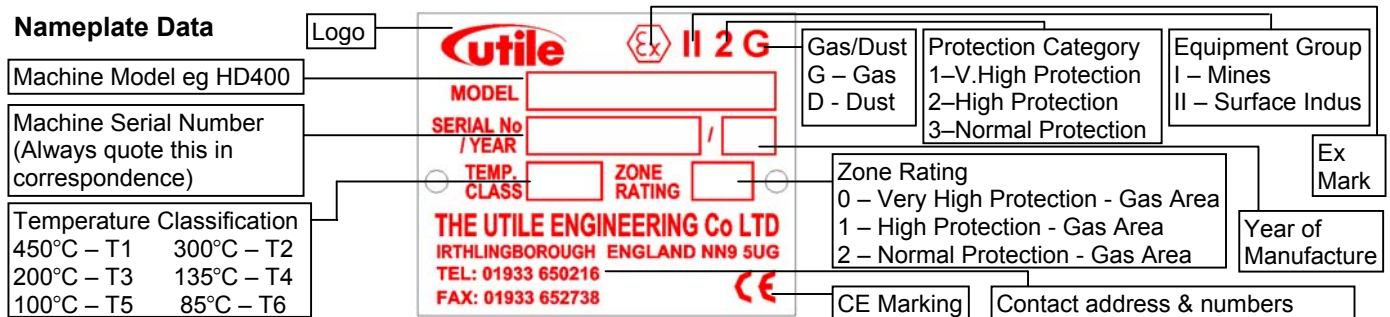 Nameplate Data
Logo
Machine Model eg HD400
Machine Serial Number
(Always quote this in
correspondence)
Temperature Classification
450°C – T1 300°C – T2
200°C – T3 135°C – T4
100°C – T5 85°C – T6
utile Ex II 2 G
MODEL
SERIAL No
/ YEAR /
TEMP.
CLASS
ZONE
RATING
THE UTILE ENGINEERING Co LTD
IRTHLINGBOROUGH ENGLAND NN9 5UG
TEL: 01933 650216
FAX: 01933 652738
CE
Gas/Dust
G – Gas
D - Dust
Protection Category
1–V.High Protection
2–High Protection
3–Normal Protection
Equipment Group
I – Mines
II – Surface Indus
Ex
Mark
Zone Rating
0 – Very High Protection - Gas Area
1 – High Protection - Gas Area
2 – Normal Protection - Gas Area
Year of
Manufacture
CE Marking
Contact address & numbers